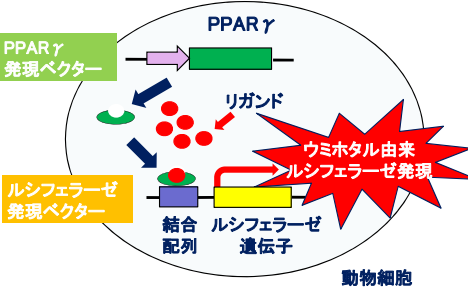 PPARγ
PPARγ
発現ベクター
リガンド
ウミホタル由来
ルシフェラーゼ発現
ルシフェラーゼ
発現ベクター
結合
配列
ルシフェラーゼ
遺伝子
動物細胞